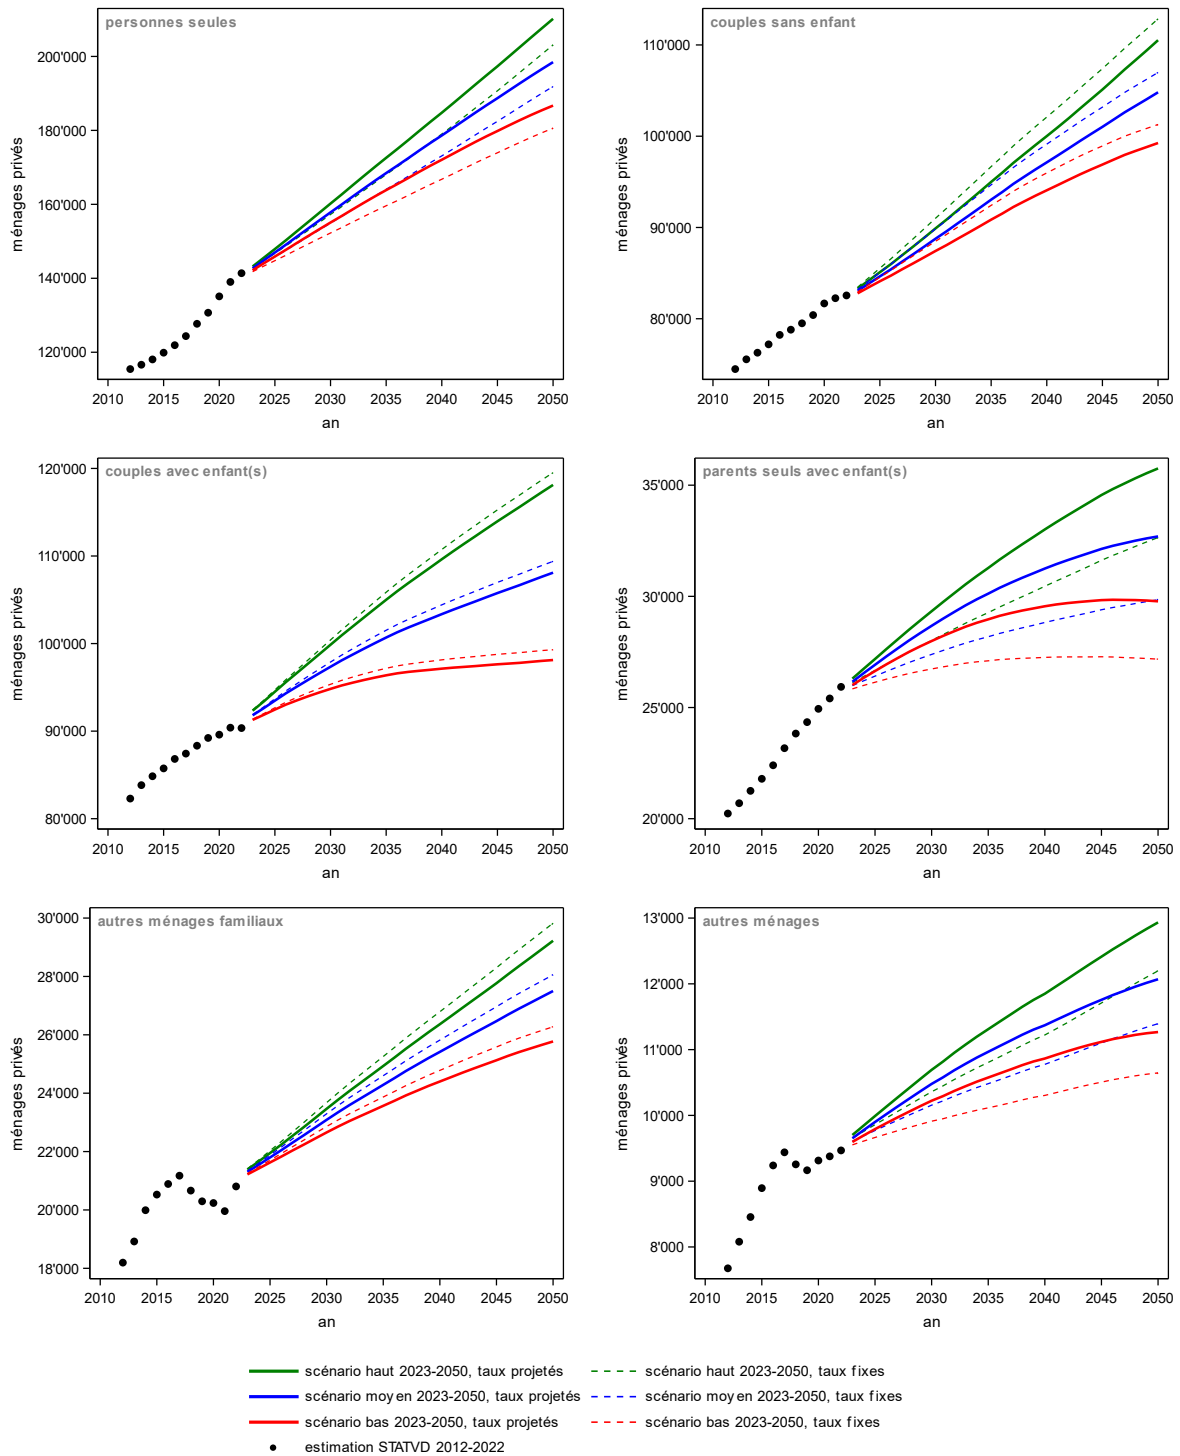 personnes seules
200'000
180'000
160'000
140'000
120'000
ménages privés
2010 2015 2020 2025 2030 2035 2040 2045 2050
an
couples sans enfant
110'000
100'000
90'000
80'000
ménages privés
2010 2015 2020 2025 2030 2035 2040 2045 2050
an
couples avec enfant(s)
120'000
110'000
100'000
90'000
80'000
ménages privés
2010 2015 2020 2025 2030 2035 2040 2045 2050
an
parents seuls avec enfant(s)
35'000
30'000
25'000
20'000
ménages privés
2010 2015 2020 2025 2030 2035 2040 2045 2050
an
autres ménages familiaux
30'000
28'000
26'000
24'000
22'000
20'000
18'000
ménages privés
2010 2015 2020 2025 2030 2035 2040 2045 2050
an
autres ménages
13'000
12'000
11'000
10'000
9'000
8'000
ménages privés
2010 2015 2020 2025 2030 2035 2040 2045 2050
an
scénario haut 2023-2050, taux projetés
scénario haut 2023-2050, taux fixes
scénario moyen 2023-2050, taux projetés
scénario moyen 2023-2050, taux fixes
scénario bas 2023-2050, taux projetés
scénario bas 2023-2050, taux fixes
estimation STATVD 2012-2022